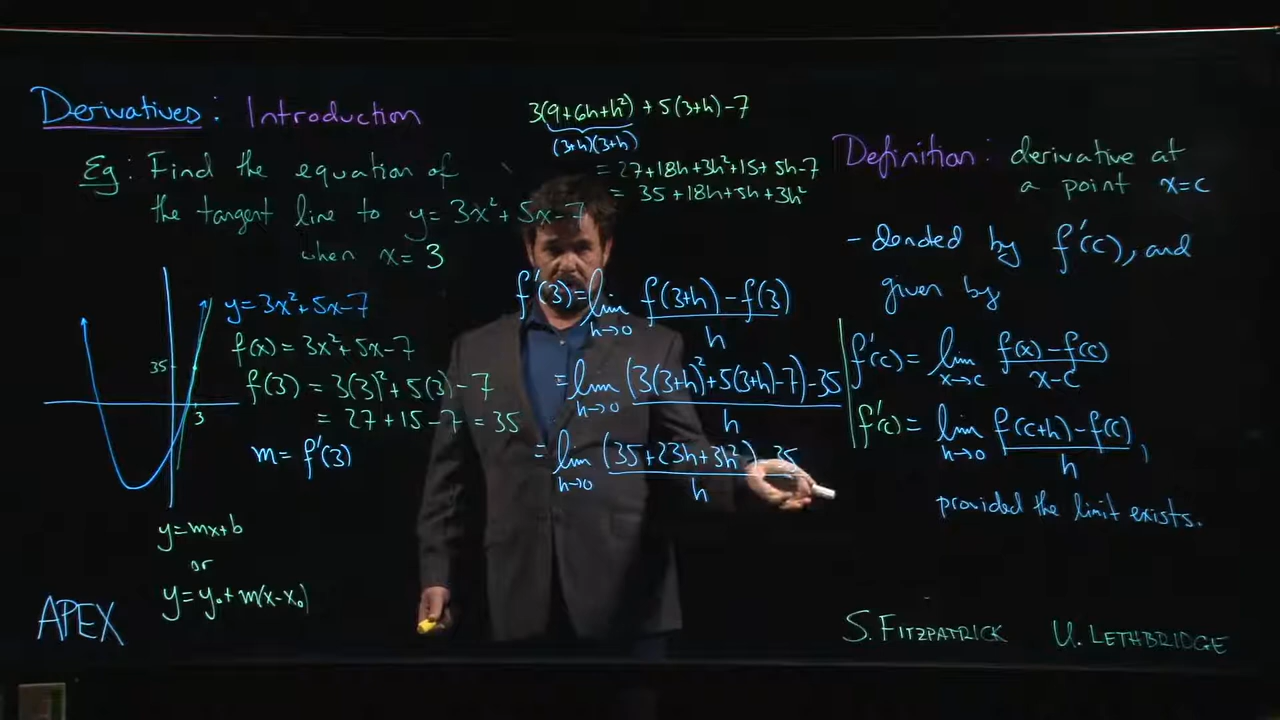 Derivatives: Introduction
Eg: Find the equation of
the tangent line to y = 3x² + 5x - 7
when x = 3
y = 3x² + 5x - 7
f(x) = 3x² + 5x - 7
35
f(3) = 3(3)² + 5(3) - 7
= 27 + 15 - 7 = 35
3
m = f'(3)
y = mx + b
or
y = y₀ + m(x - x₀)
APEX
3(9 + 6h + h²) + 5(3+h) - 7
(3+h)(3+h)
= 27 + 18h + 3h² + 15 + 5h - 7
= 35 + 18h + 5h + 3h²
f'(3) = lim h→0 (f(3+h) - f(3))/h
= lim h→0 ((3(3+h)² + 5(3+h) - 7) - 35)/h
= lim h→0 ((35 + 23h + 3h²) - 35)/h
Definition: derivative at
a point x = c
- denoted by f'(c), and
given by
f'(c) = lim x→c (f(x) - f(c))/(x - c)
f'(c) = lim h→0 (f(c+h) - f(c))/h,
provided the limit exists.
S. FITZPATRICK U. LETHBRIDGE